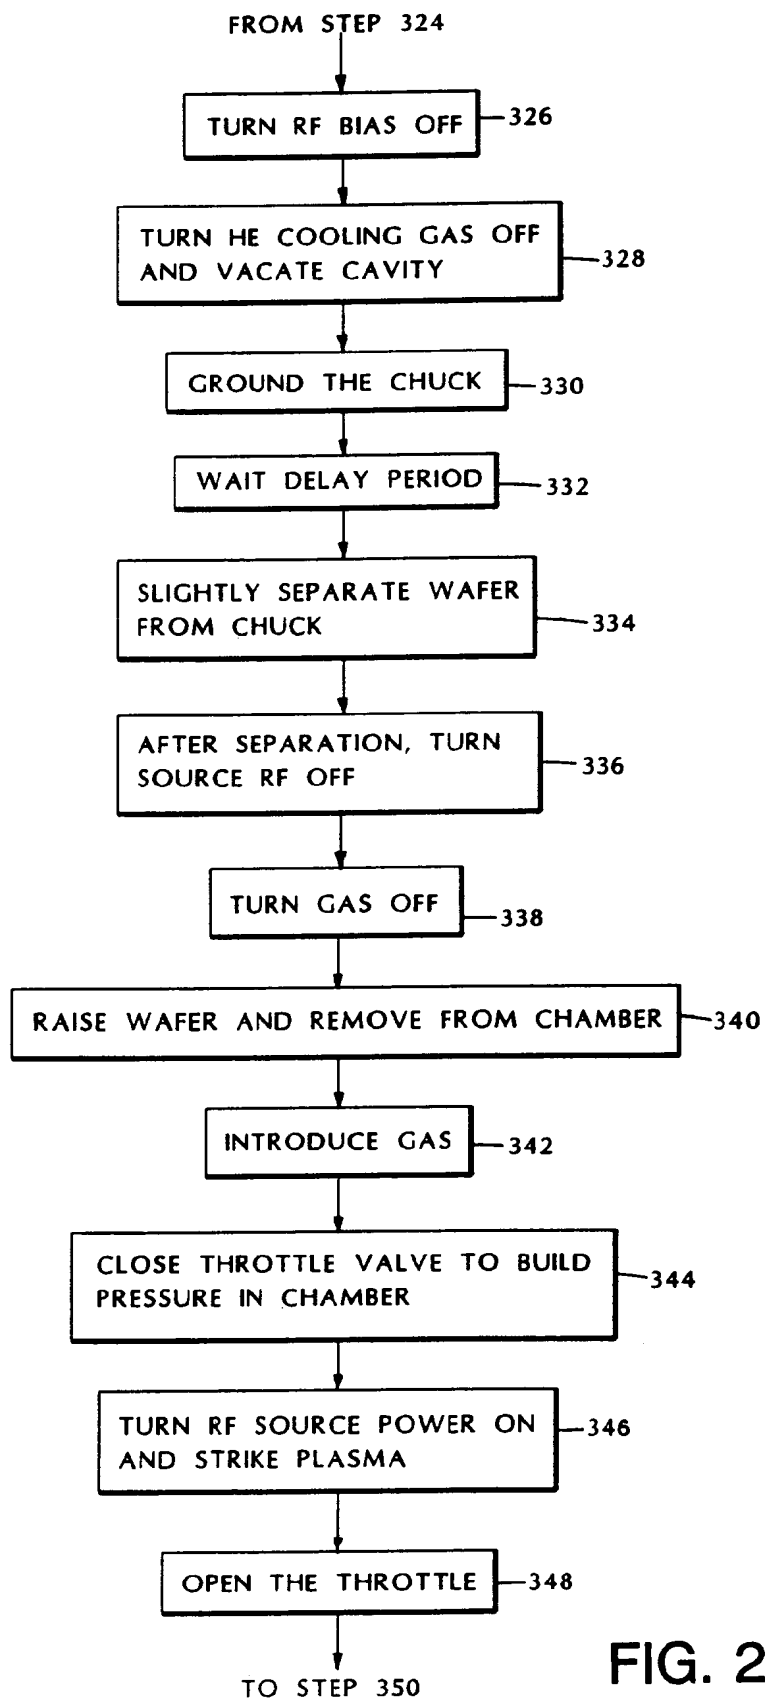 FROM STEP 324
TURN RF BIAS OFF
326
TURN HE COOLING GAS OFF
AND VACATE CAVITY
328
GROUND THE CHUCK
330
WAIT DELAY PERIOD
332
SLIGHTLY SEPARATE WAFER
FROM CHUCK
334
AFTER SEPARATION, TURN
SOURCE RF OFF
336
TURN GAS OFF
338
RAISE WAFER AND REMOVE FROM CHAMBER
340
INTRODUCE GAS
342
CLOSE THROTTLE VALVE TO BUILD
PRESSURE IN CHAMBER
344
TURN RF SOURCE POWER ON
AND STRIKE PLASMA
346
OPEN THE THROTTLE
348
TO STEP 350
FIG. 2